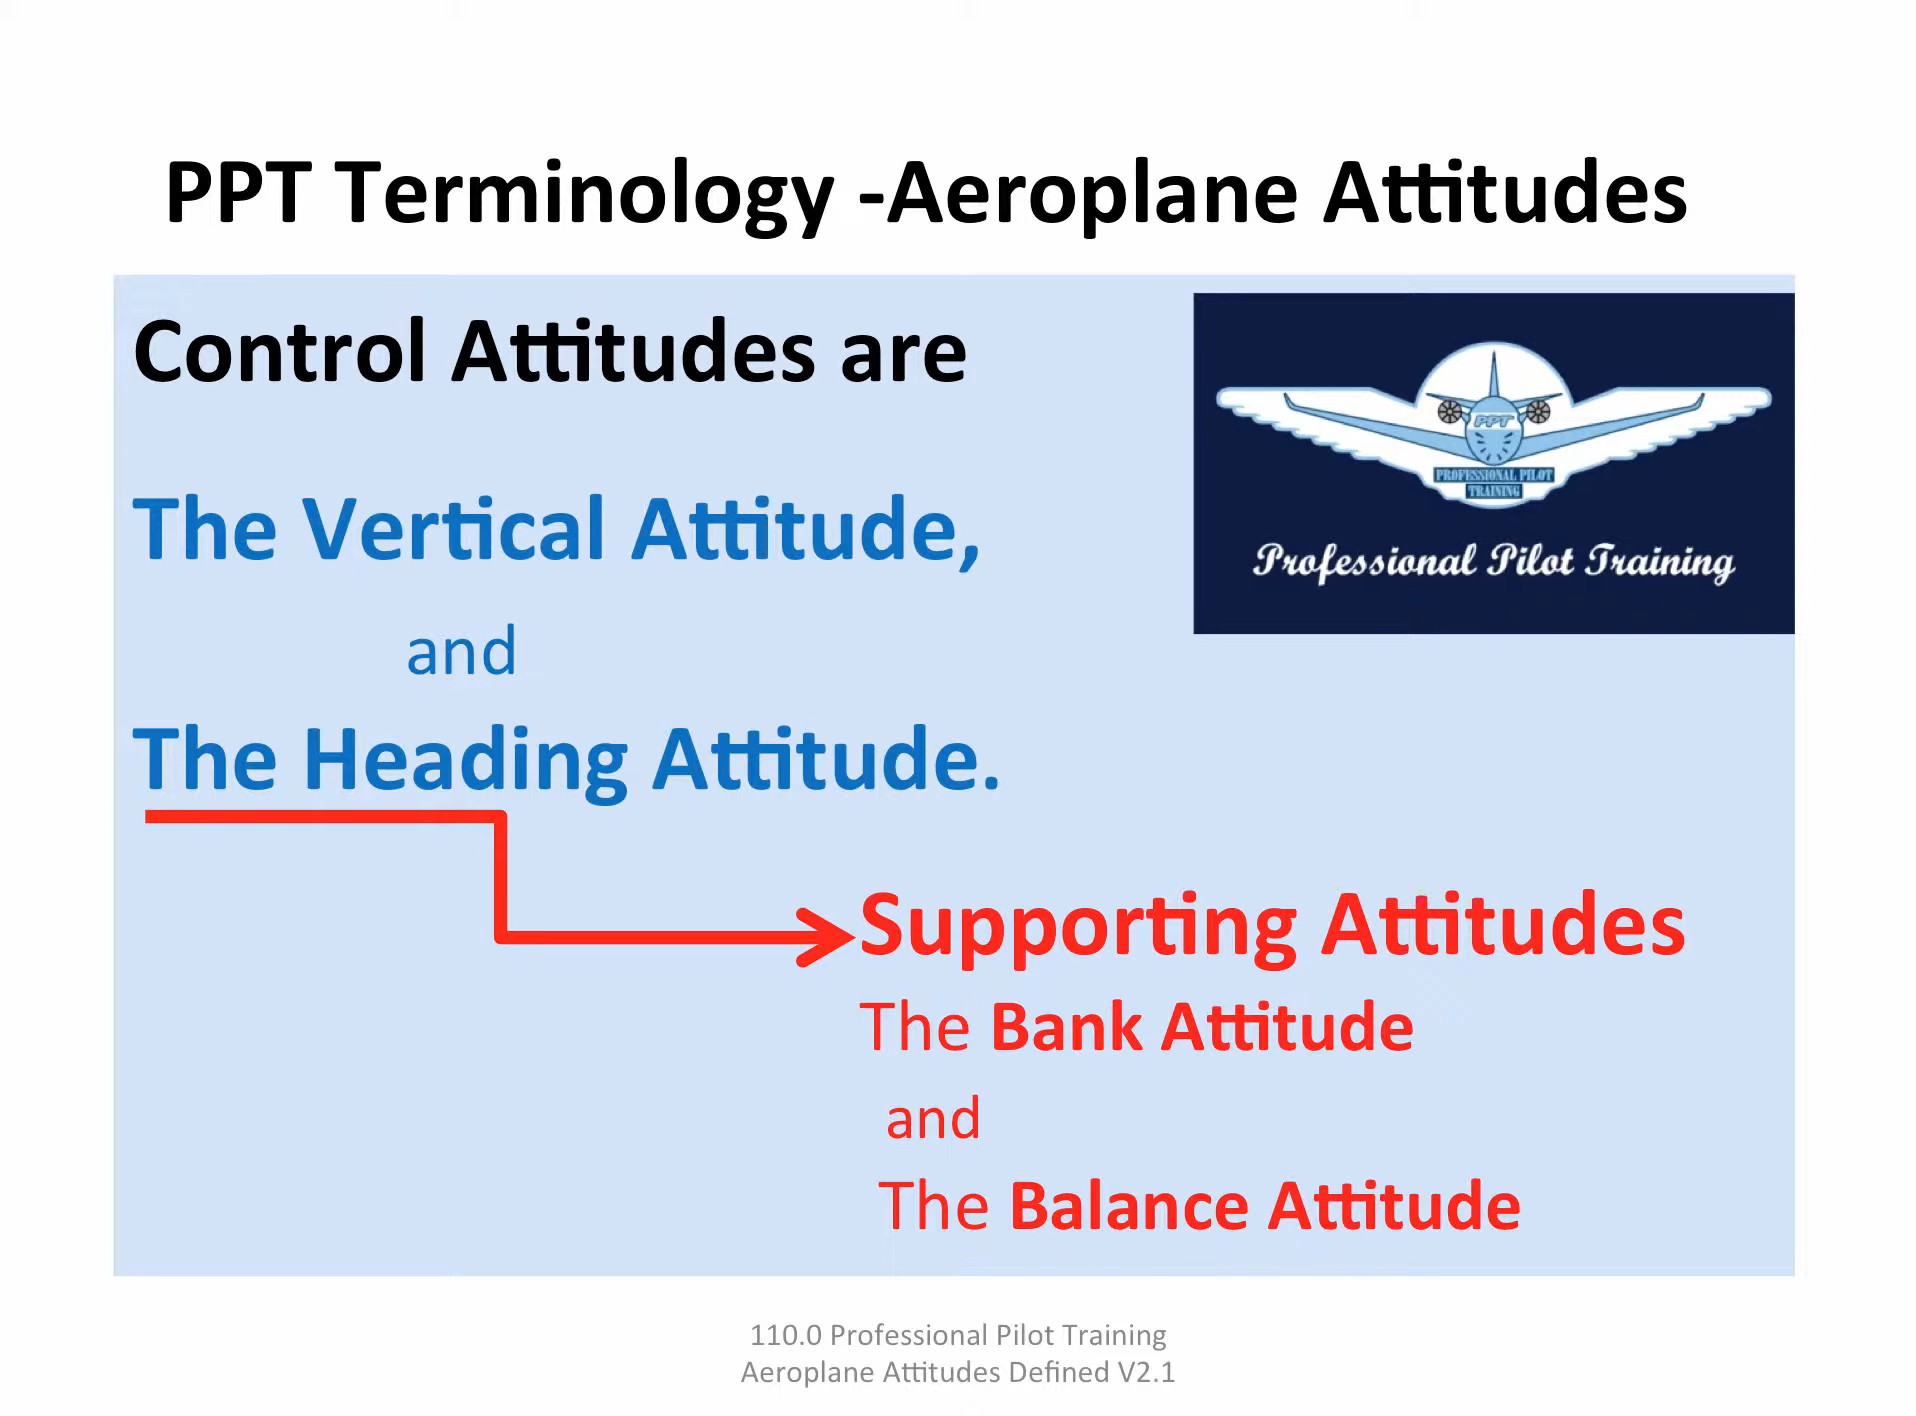 PPT Terminology -Aeroplane Attitudes
Control Attitudes are
The Vertical Attitude,
and
The Heading Attitude.
Supporting Attitudes
The Bank Attitude
and
The Balance Attitude
PPT
PROFESSIONAL PILOT
TRAINING
Professional Pilot Training
110.0 Professional Pilot Training
Aeroplane Attitudes Defined V2.1